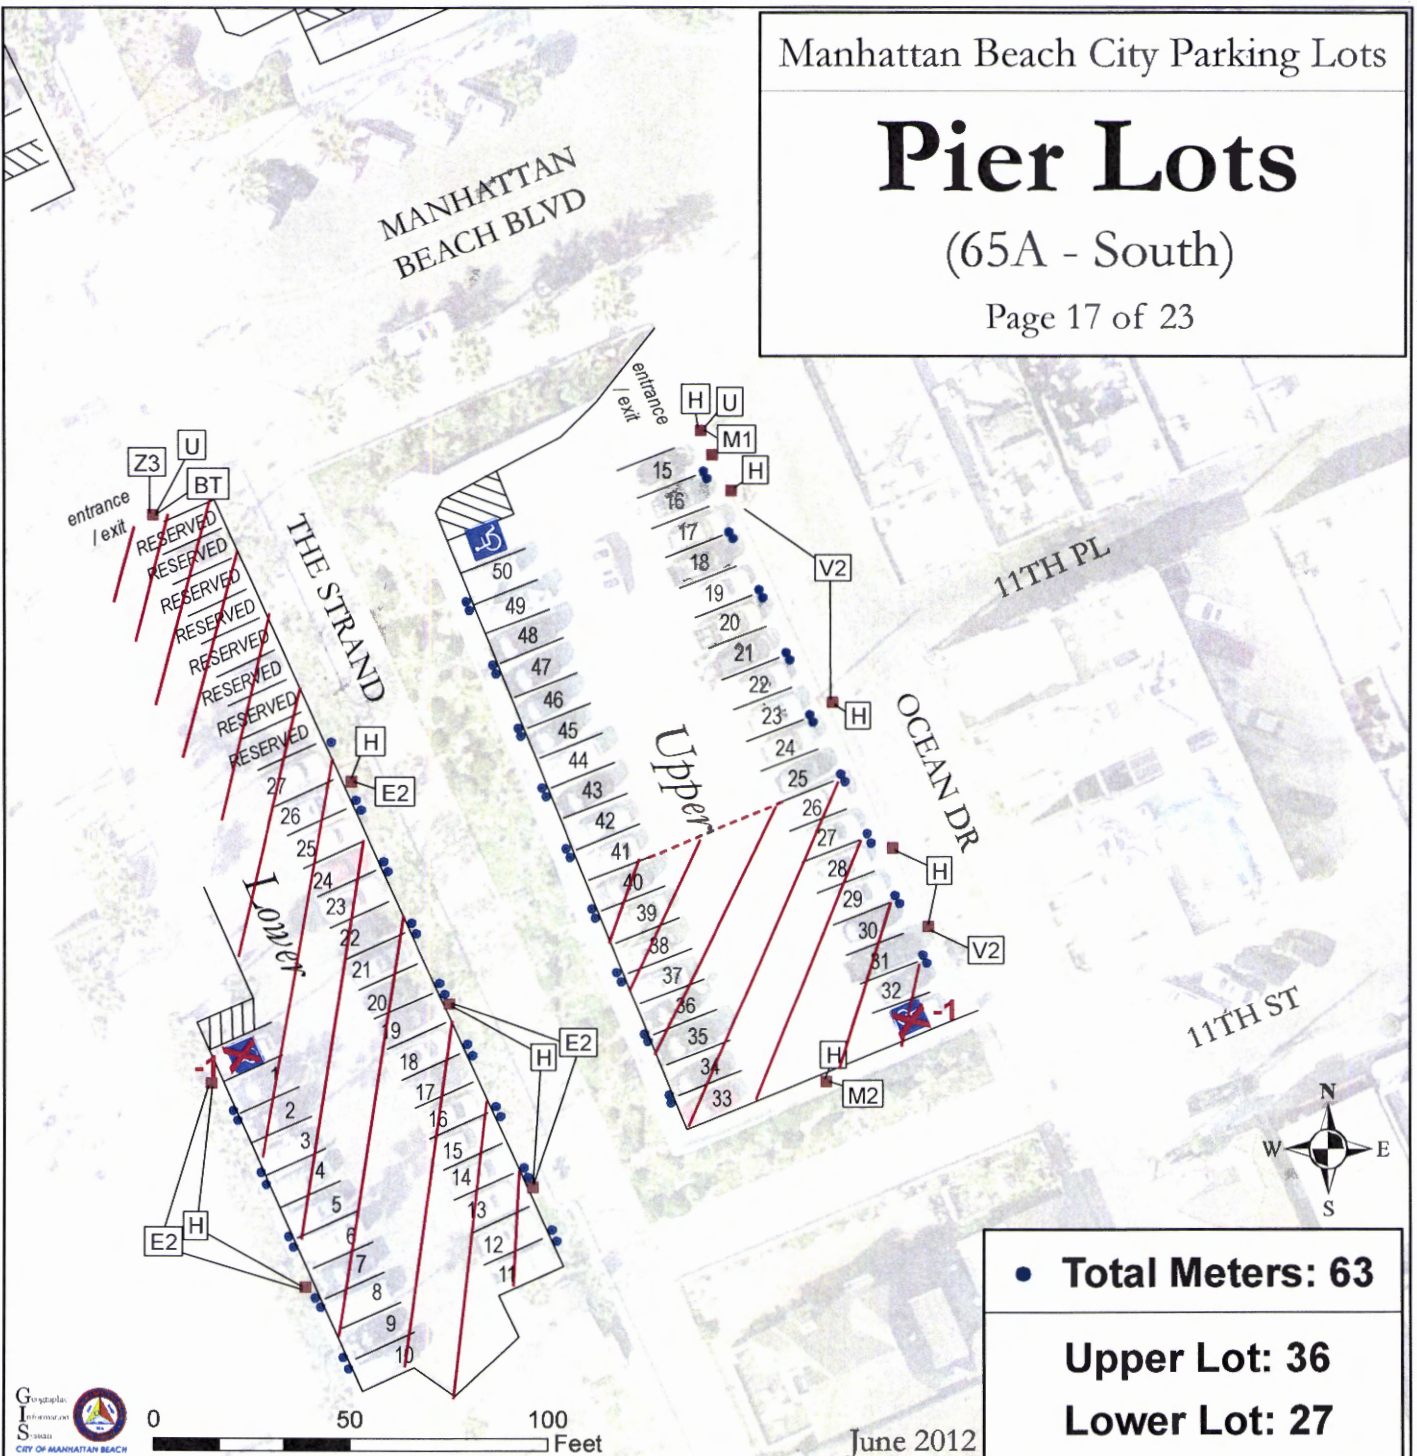 Manhattan Beach City Parking Lots
Pier Lots
(65A - South)
Page 17 of 23
MANHATTAN
BEACH BLVD
entrance
/ exit
H
U
M1
H
V2
H
H
V2
H
M2
Z3
U
BT
entrance
/ exit
RESERVED
RESERVED
RESERVED
RESERVED
RESERVED
RESERVED
RESERVED
RESERVED
27
26
25
24
23
22
21
20
19
18
17
16
15
14
13
12
11
THE STRAND
H
E2
Lower
-1
1
2
3
4
5
6
7
8
9
10
E2
H
H
E2
50
49
48
47
46
45
44
43
42
41
40
39
38
37
36
35
34
33
Upper
15
16
17
18
19
20
21
22
23
24
25
26
27
28
29
30
31
32
-1
OCEAN DR
11TH PL
11TH ST
N
W
E
S
Total Meters: 63
Upper Lot: 36
Lower Lot: 27
Geographic
Information
System
CITY OF MANHATTAN BEACH
0 50 100
Feet
June 2012